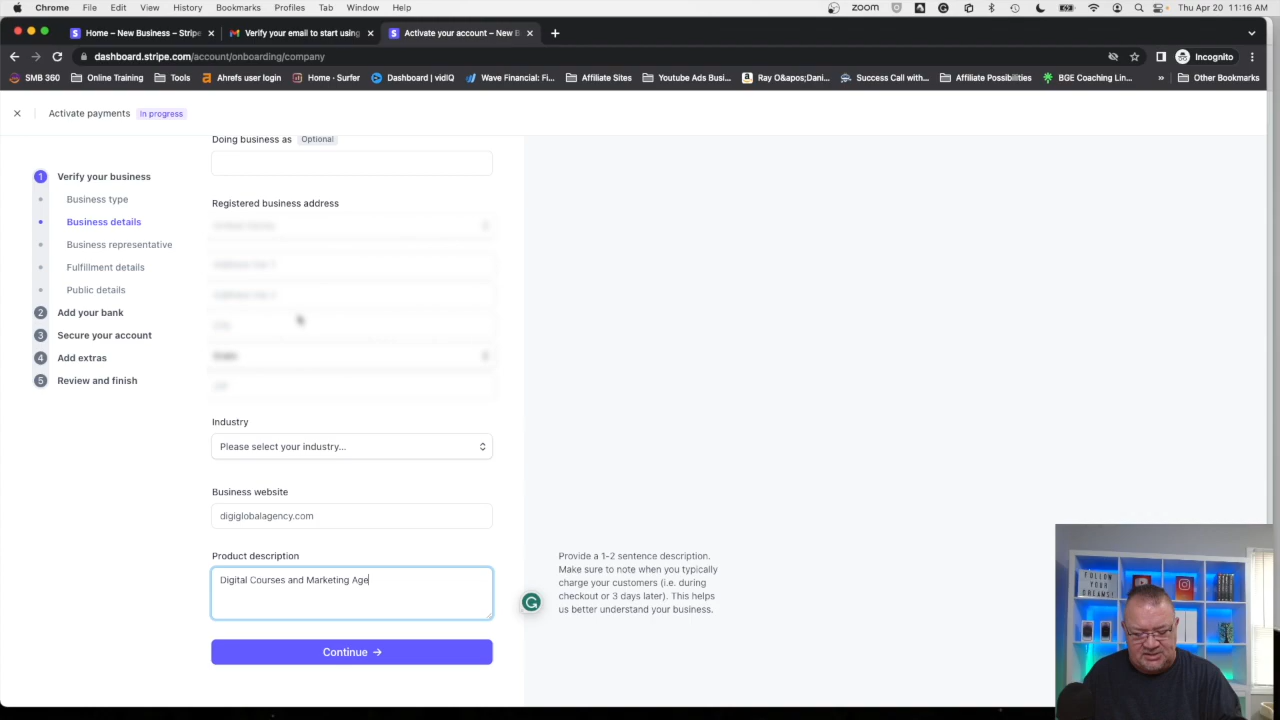 Chrome File Edit View History Bookmarks Profiles Tab Window Help zoom Thu Apr 20 11:16 AM
Home – New Business – Stripe Verify your email to start using Activate your account – New B
dashboard.stripe.com/account/onboarding/company Incognito
SMB 360 Online Training Tools Ahrefs user login Home · Surfer Dashboard | vidIQ Wave Financial: Fi... Affiliate Sites Youtube Ads Busi... Ray O&apos;Dani... Success Call with... Affiliate Possibilities BGE Coaching Lin... » Other Bookmarks
Activate payments In progress
1 Verify your business
Business type
Business details
Business representative
Fulfillment details
Public details
2 Add your bank
3 Secure your account
4 Add extras
5 Review and finish
Doing business as Optional
Registered business address
Industry
Please select your industry...
Business website
digiglobalagency.com
Product description
Digital Courses and Marketing Age
Provide a 1-2 sentence description.
Make sure to note when you typically
charge your customers (i.e. during
checkout or 3 days later). This helps
us better understand your business.
Continue →
FOLLOW
YOUR
DREAMS